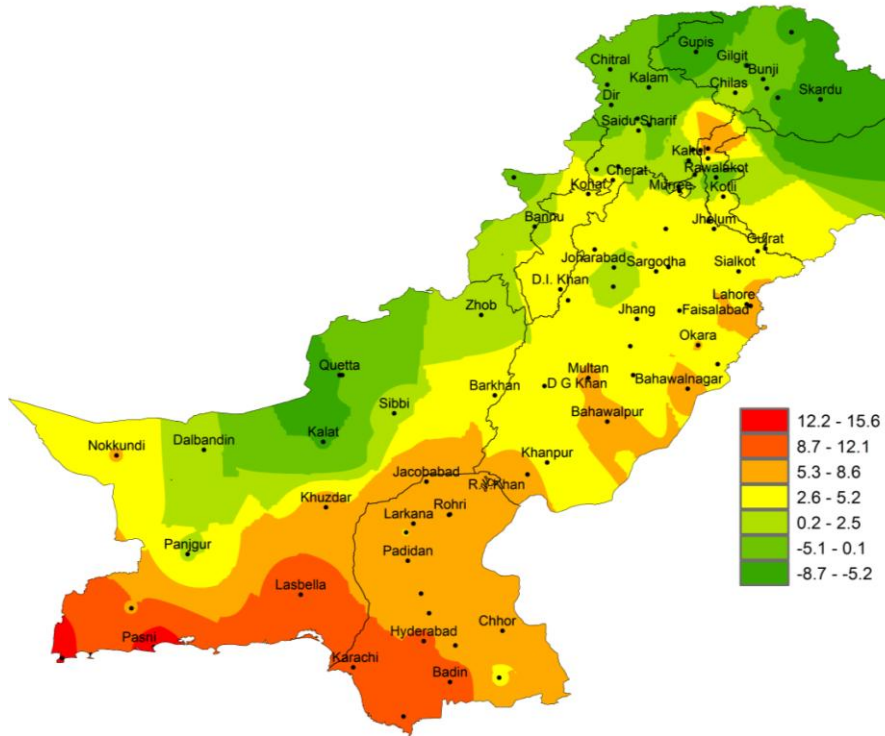 Gupis
Chitral
Gilgit
Bunji
Kalam
Chilas
Skardu
Dir
Saidu Sharif
Kakul
Cherat
Rawalakot
Kohat
Murree
Kotli
Bannu
Jhelum
Gujrat
Joharabad
Sargodha
Sialkot
D.I. Khan
Zhob
Lahore
Jhang
Faisalabad
Okara
Quetta
Multan
D G Khan
Bahawalnagar
Barkhan
Sibbi
Bahawalpur
Nokkundi
Dalbandin
Kalat
Khanpur
Jacobabad
R.Y.Khan
Khuzdar
Larkana
Rohri
Panjgur
Padidan
Lasbella
Pasni
Hyderabad
Chhor
Karachi
Badin
12.2 - 15.6
8.7 - 12.1
5.3 - 8.6
2.6 - 5.2
0.2 - 2.5
-5.1 - 0.1
-8.7 - -5.2